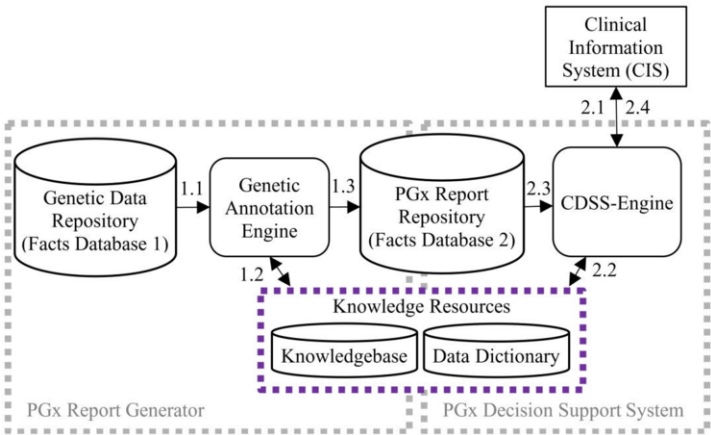 Clinical
Information
System (CIS)
2.1
2.4
Genetic Data
Repository
(Facts Database 1)
1.1
Genetic
Annotation
Engine
1.3
PGx Report
Repository
(Facts Database 2)
2.3
CDSS-Engine
1.2
2.2
Knowledge Resources
Knowledgebase
Data Dictionary
PGx Report Generator
PGx Decision Support System